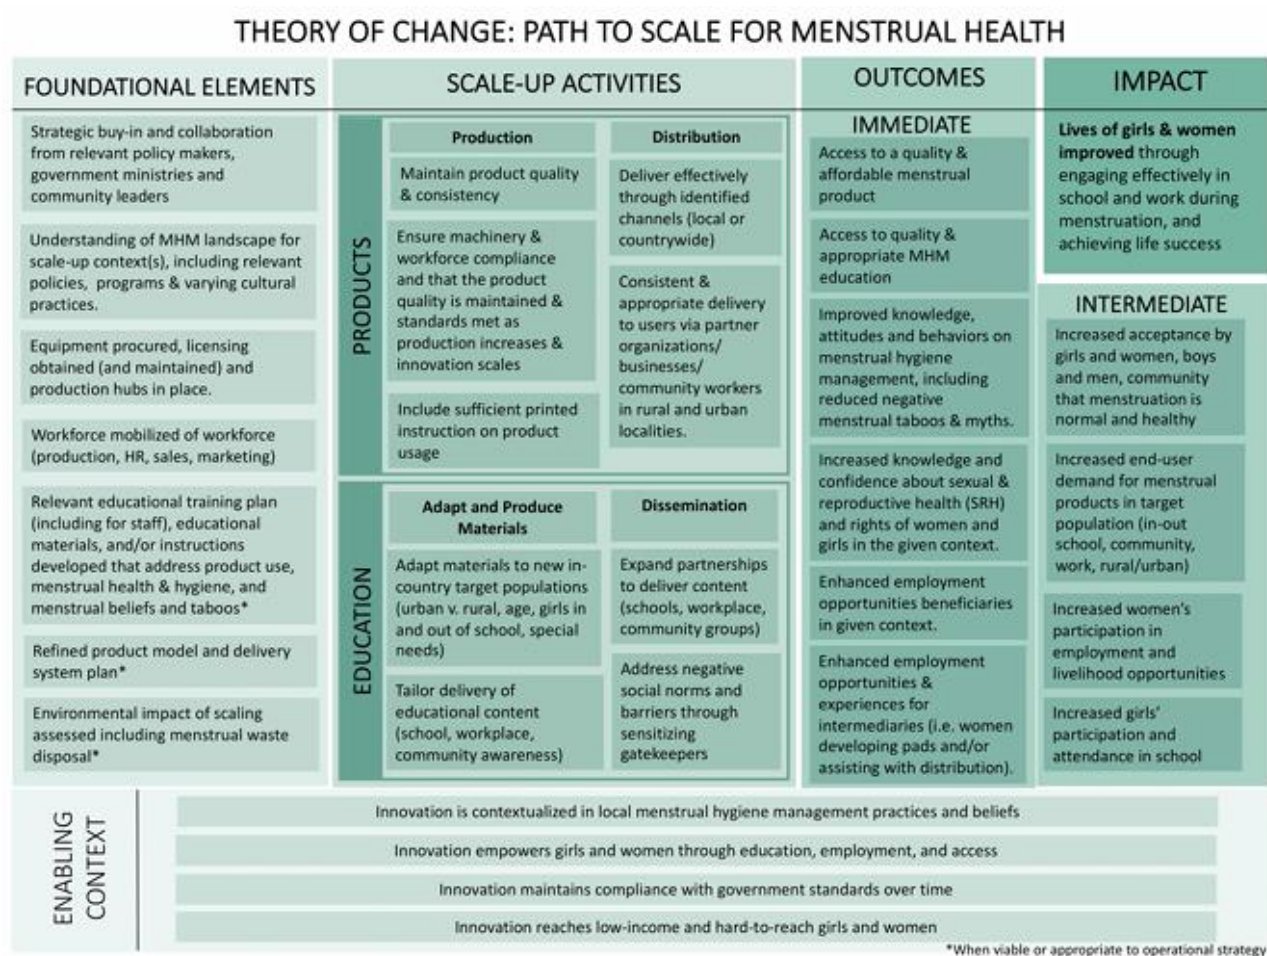 THEORY OF CHANGE: PATH TO SCALE FOR MENSTRUAL HEALTH
FOUNDATIONAL ELEMENTS
Strategic buy-in and collaboration
from relevant policy makers,
government ministries and
community leaders
Understanding of MHM landscape for
scale-up context(s), including relevant
policies, programs & varying cultural
practices.
Equipment procured, licensing
obtained (and maintained) and
production hubs in place.
Workforce mobilized of workforce
(production, HR, sales, marketing)
Relevant educational training plan
(including for staff), educational
materials, and/or instructions
developed that address product use,
menstrual health & hygiene, and
menstrual beliefs and taboos*
Refined product model and delivery
system plan*
Environmental impact of scaling
assessed including menstrual waste
disposal*
SCALE-UP ACTIVITIES
PRODUCTS
Production
Maintain product quality
& consistency
Ensure machinery &
workforce compliance
and that the product
quality is maintained &
standards met as
production increases &
innovation scales
Include sufficient printed
instruction on product
usage
Distribution
Deliver effectively
through identified
channels (local or
countrywide)
Consistent &
appropriate delivery
to users via partner
organizations/
businesses/
community workers
in rural and urban
localities.
EDUCATION
Adapt and Produce
Materials
Adapt materials to new in-
country target populations
(urban v. rural, age, girls in
and out of school, special
needs)
Tailor delivery of
educational content
(school, workplace,
community awareness)
Dissemination
Expand partnerships
to deliver content
(schools, workplace,
community groups)
Address negative
social norms and
barriers through
sensitizing
gatekeepers
OUTCOMES
IMMEDIATE
Access to a quality &
affordable menstrual
product
Access to quality &
appropriate MHM
education
Improved knowledge,
attitudes and behaviors on
menstrual hygiene
management, including
reduced negative
menstrual taboos & myths.
Increased knowledge and
confidence about sexual &
reproductive health (SRH)
and rights of women and
girls in the given context.
Enhanced employment
opportunities beneficiaries
in given context.
Enhanced employment
opportunities &
experiences for
intermediaries (i.e. women
developing pads and/or
assisting with distribution).
IMPACT
Lives of girls & women
improved through
engaging effectively in
school and work during
menstruation, and
achieving life success
INTERMEDIATE
Increased acceptance by
girls and women, boys
and men, community
that menstruation is
normal and healthy
Increased end-user
demand for menstrual
products in target
population (in-out
school, community,
work, rural/urban)
Increased women's
participation in
employment and
livelihood opportunities
Increased girls'
participation and
attendance in school
ENABLING
CONTEXT
Innovation is contextualized in local menstrual hygiene management practices and beliefs
Innovation empowers girls and women through education, employment, and access
Innovation maintains compliance with government standards over time
Innovation reaches low-income and hard-to-reach girls and women
*When viable or appropriate to operational strategy